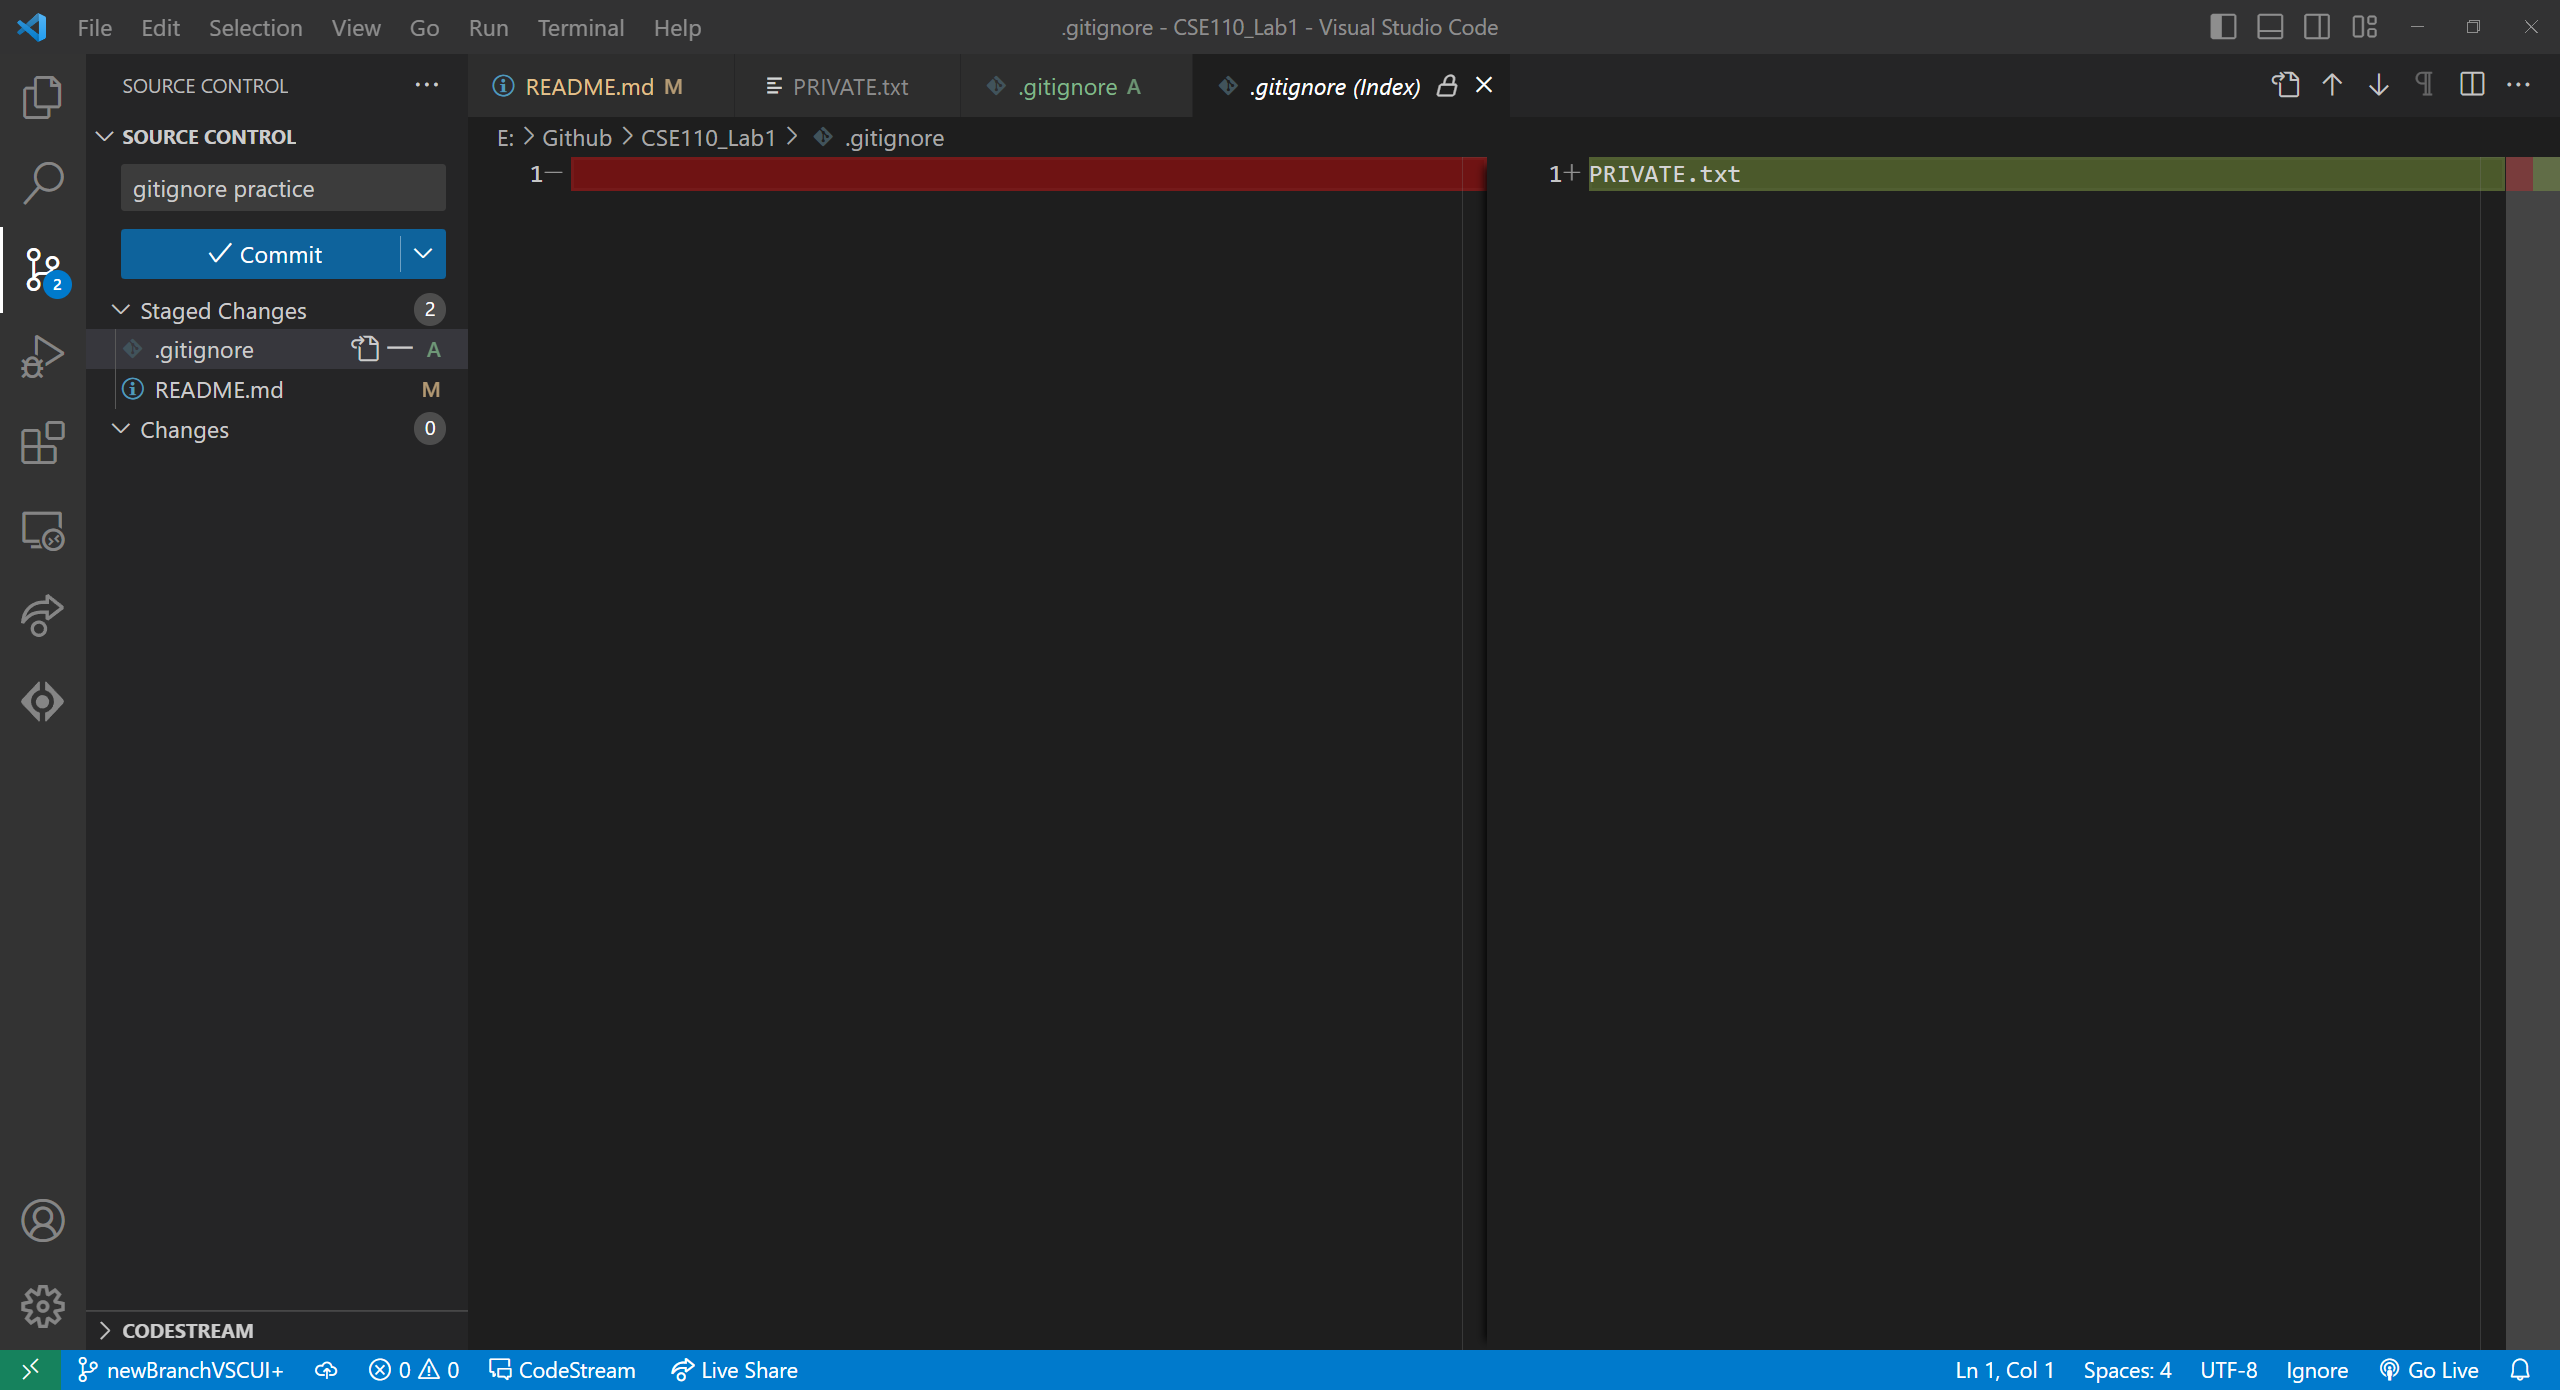 File Edit Selection View Go Run Terminal Help
.gitignore - CSE110_Lab1 - Visual Studio Code
SOURCE CONTROL
README.md M
PRIVATE.txt
.gitignore A
.gitignore (Index)
SOURCE CONTROL
E: > Github > CSE110_Lab1 > .gitignore
gitignore practice
1
1+ PRIVATE.txt
Commit
2
Staged Changes 2
.gitignore A
README.md M
Changes 0
CODESTREAM
newBranchVSCUI+ 0 0 CodeStream Live Share
Ln 1, Col 1 Spaces: 4 UTF-8 Ignore Go Live